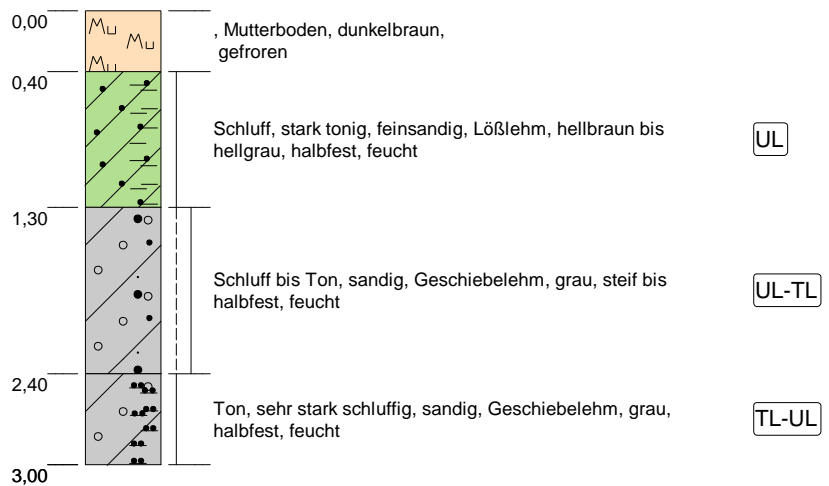 0,00
, Mutterboden, dunkelbraun,
gefroren
0,40
Schluff, stark tonig, feinsandig, Lößlehm, hellbraun bis
hellgrau, halbfest, feucht
UL
1,30
Schluff bis Ton, sandig, Geschiebelehm, grau, steif bis
halbfest, feucht
UL-TL
2,40
Ton, sehr stark schluffig, sandig, Geschiebelehm, grau,
halbfest, feucht
TL-UL
3,00